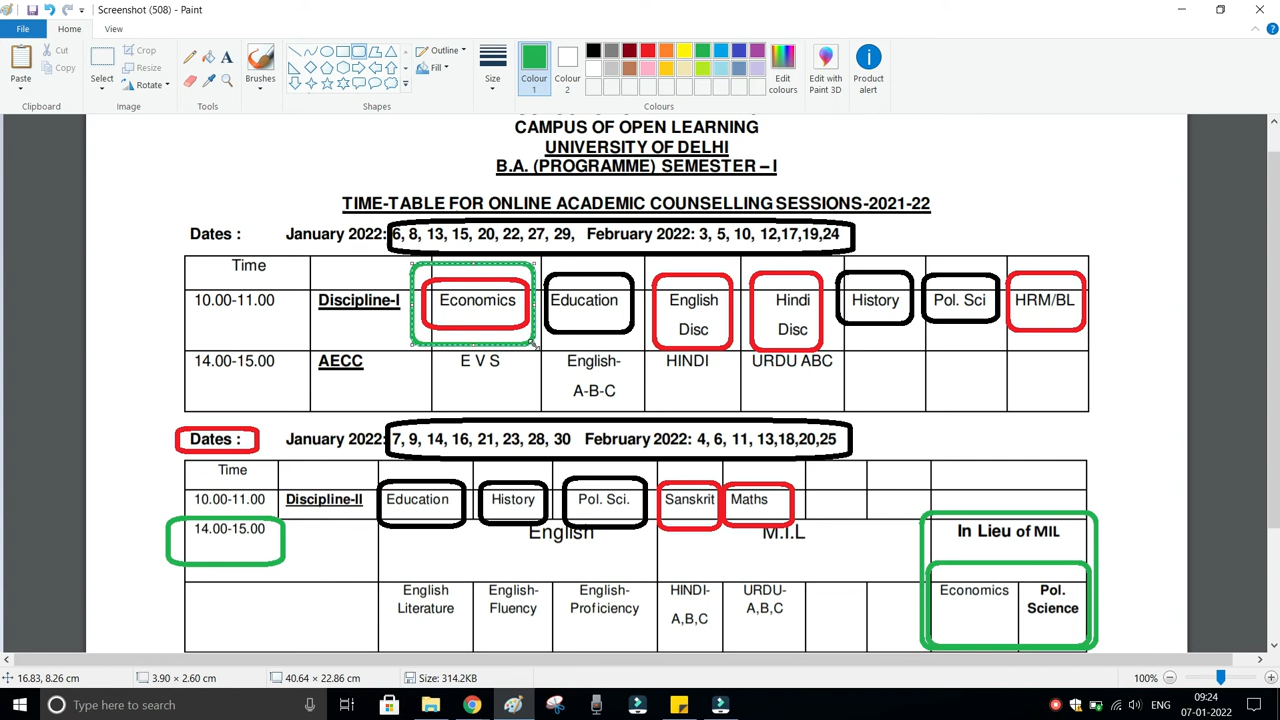 Screenshot (508) - Paint
File Home View
Paste
Cut
Copy
Clipboard
Select
Crop
Resize
Rotate
Image
A
Tools
Brushes
Outline
Fill
Shapes
Size
Colour 1
Colour 2
Edit colours
Colours
Edit with Paint 3D
Product alert
CAMPUS OF OPEN LEARNING
UNIVERSITY OF DELHI
B.A. (PROGRAMME) SEMESTER – I
TIME-TABLE FOR ONLINE ACADEMIC COUNSELLING SESSIONS-2021-22
Dates : January 2022: 6, 8, 13, 15, 20, 22, 27, 29, February 2022: 3, 5, 10, 12,17,19,24
Time
10.00-11.00 Discipline-I Economics Education English Disc Hindi Disc History Pol. Sci HRM/BL
14.00-15.00 AECC E V S English-A-B-C HINDI URDU ABC
Dates : January 2022: 7, 9, 14, 16, 21, 23, 28, 30 February 2022: 4, 6, 11, 13,18,20,25
Time
10.00-11.00 Discipline-II Education History Pol. Sci. Sanskrit Maths
14.00-15.00 English M.I.L In Lieu of MIL
English Literature English-Fluency English-Proficiency HINDI-A,B,C URDU-A,B,C Economics Pol. Science
16.83, 8.26cm 3.90 × 2.60cm 40.64 × 22.86cm Size: 314.2KB 100%
Type here to search
ENG
09:24
07-01-2022